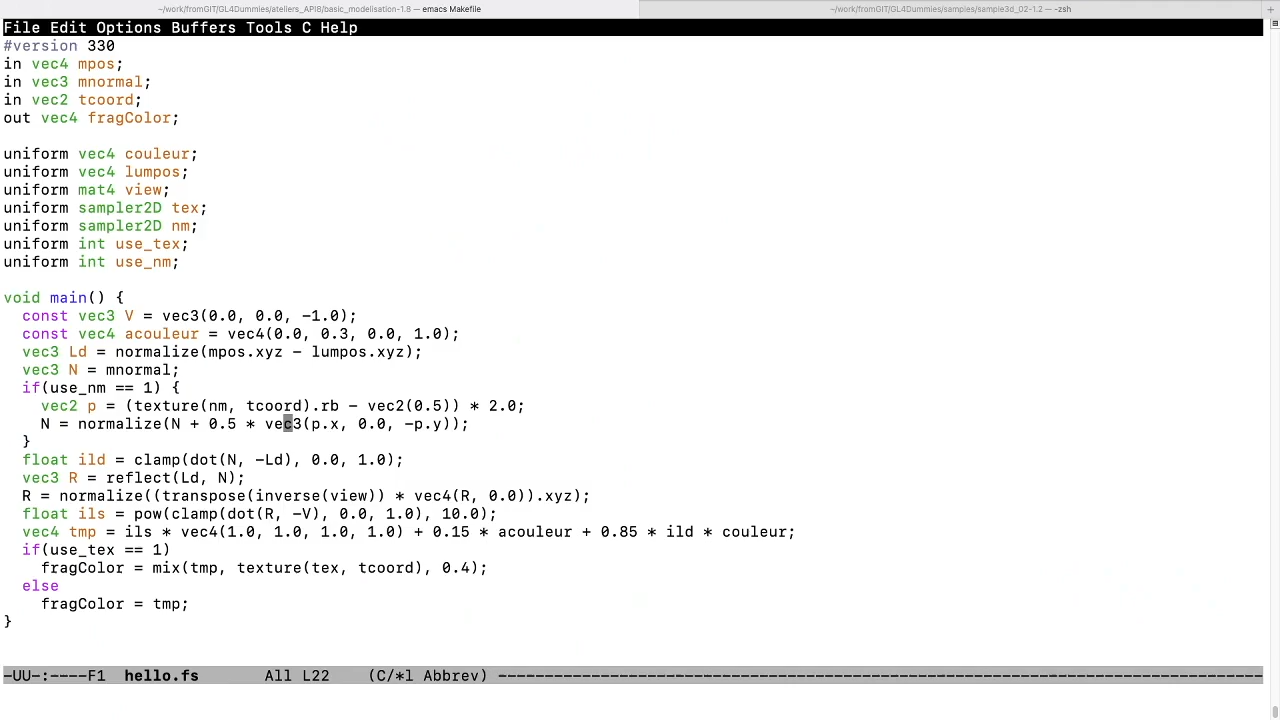 ~/work/fromGIT/GL4Dummies/ateliers_API8/basic_modelisation-1.8 — emacs Makefile
~/work/fromGIT/GL4Dummies/samples/sample3d_02-1.2 — -zsh
File Edit Options Buffers Tools C Help
#version 330
in vec4 mpos;
in vec3 mnormal;
in vec2 tcoord;
out vec4 fragColor;

uniform vec4 couleur;
uniform vec4 lumpos;
uniform mat4 view;
uniform sampler2D tex;
uniform sampler2D nm;
uniform int use_tex;
uniform int use_nm;

void main() {
  const vec3 V = vec3(0.0, 0.0, -1.0);
  const vec4 acouleur = vec4(0.0, 0.3, 0.0, 1.0);
  vec3 Ld = normalize(mpos.xyz - lumpos.xyz);
  vec3 N = mnormal;
  if(use_nm == 1) {
    vec2 p = (texture(nm, tcoord).rb - vec2(0.5)) * 2.0;
    N = normalize(N + 0.5 * vec3(p.x, 0.0, -p.y));
  }
  float ild = clamp(dot(N, -Ld), 0.0, 1.0);
  vec3 R = reflect(Ld, N);
  R = normalize((transpose(inverse(view)) * vec4(R, 0.0)).xyz);
  float ils = pow(clamp(dot(R, -V), 0.0, 1.0), 10.0);
  vec4 tmp = ils * vec4(1.0, 1.0, 1.0, 1.0) + 0.15 * acouleur + 0.85 * ild * couleur;
  if(use_tex == 1)
    fragColor = mix(tmp, texture(tex, tcoord), 0.4);
  else
    fragColor = tmp;
}
-UU-:----F1  hello.fs       All L22    (C/*l Abbrev) ----------------------------------------------------------------------------------